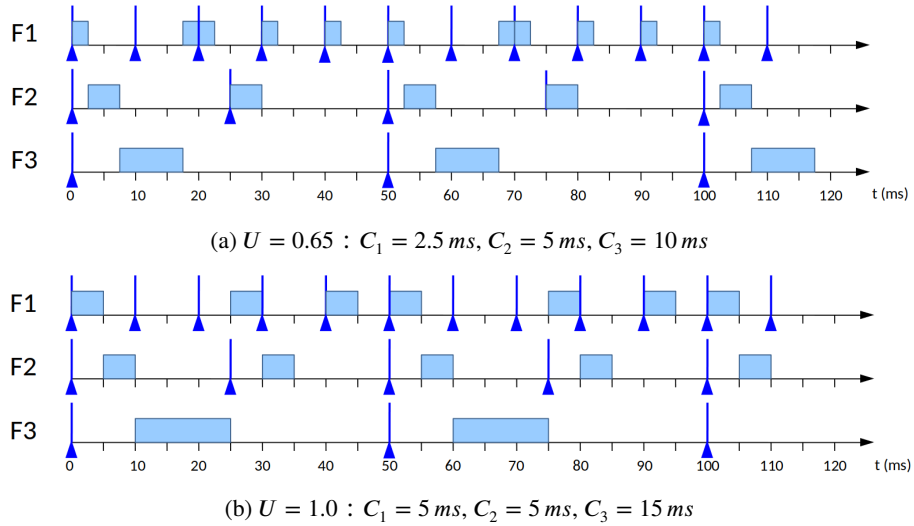 F1
F2
F3
0 10 20 30 40 50 60 70 80 90 100 110 120 t (ms)
(a) U = 0.65 : C₁ = 2.5 ms, C₂ = 5 ms, C₃ = 10 ms
F1
F2
F3
0 10 20 30 40 50 60 70 80 90 100 110 120 t (ms)
(b) U = 1.0 : C₁ = 5 ms, C₂ = 5 ms, C₃ = 15 ms